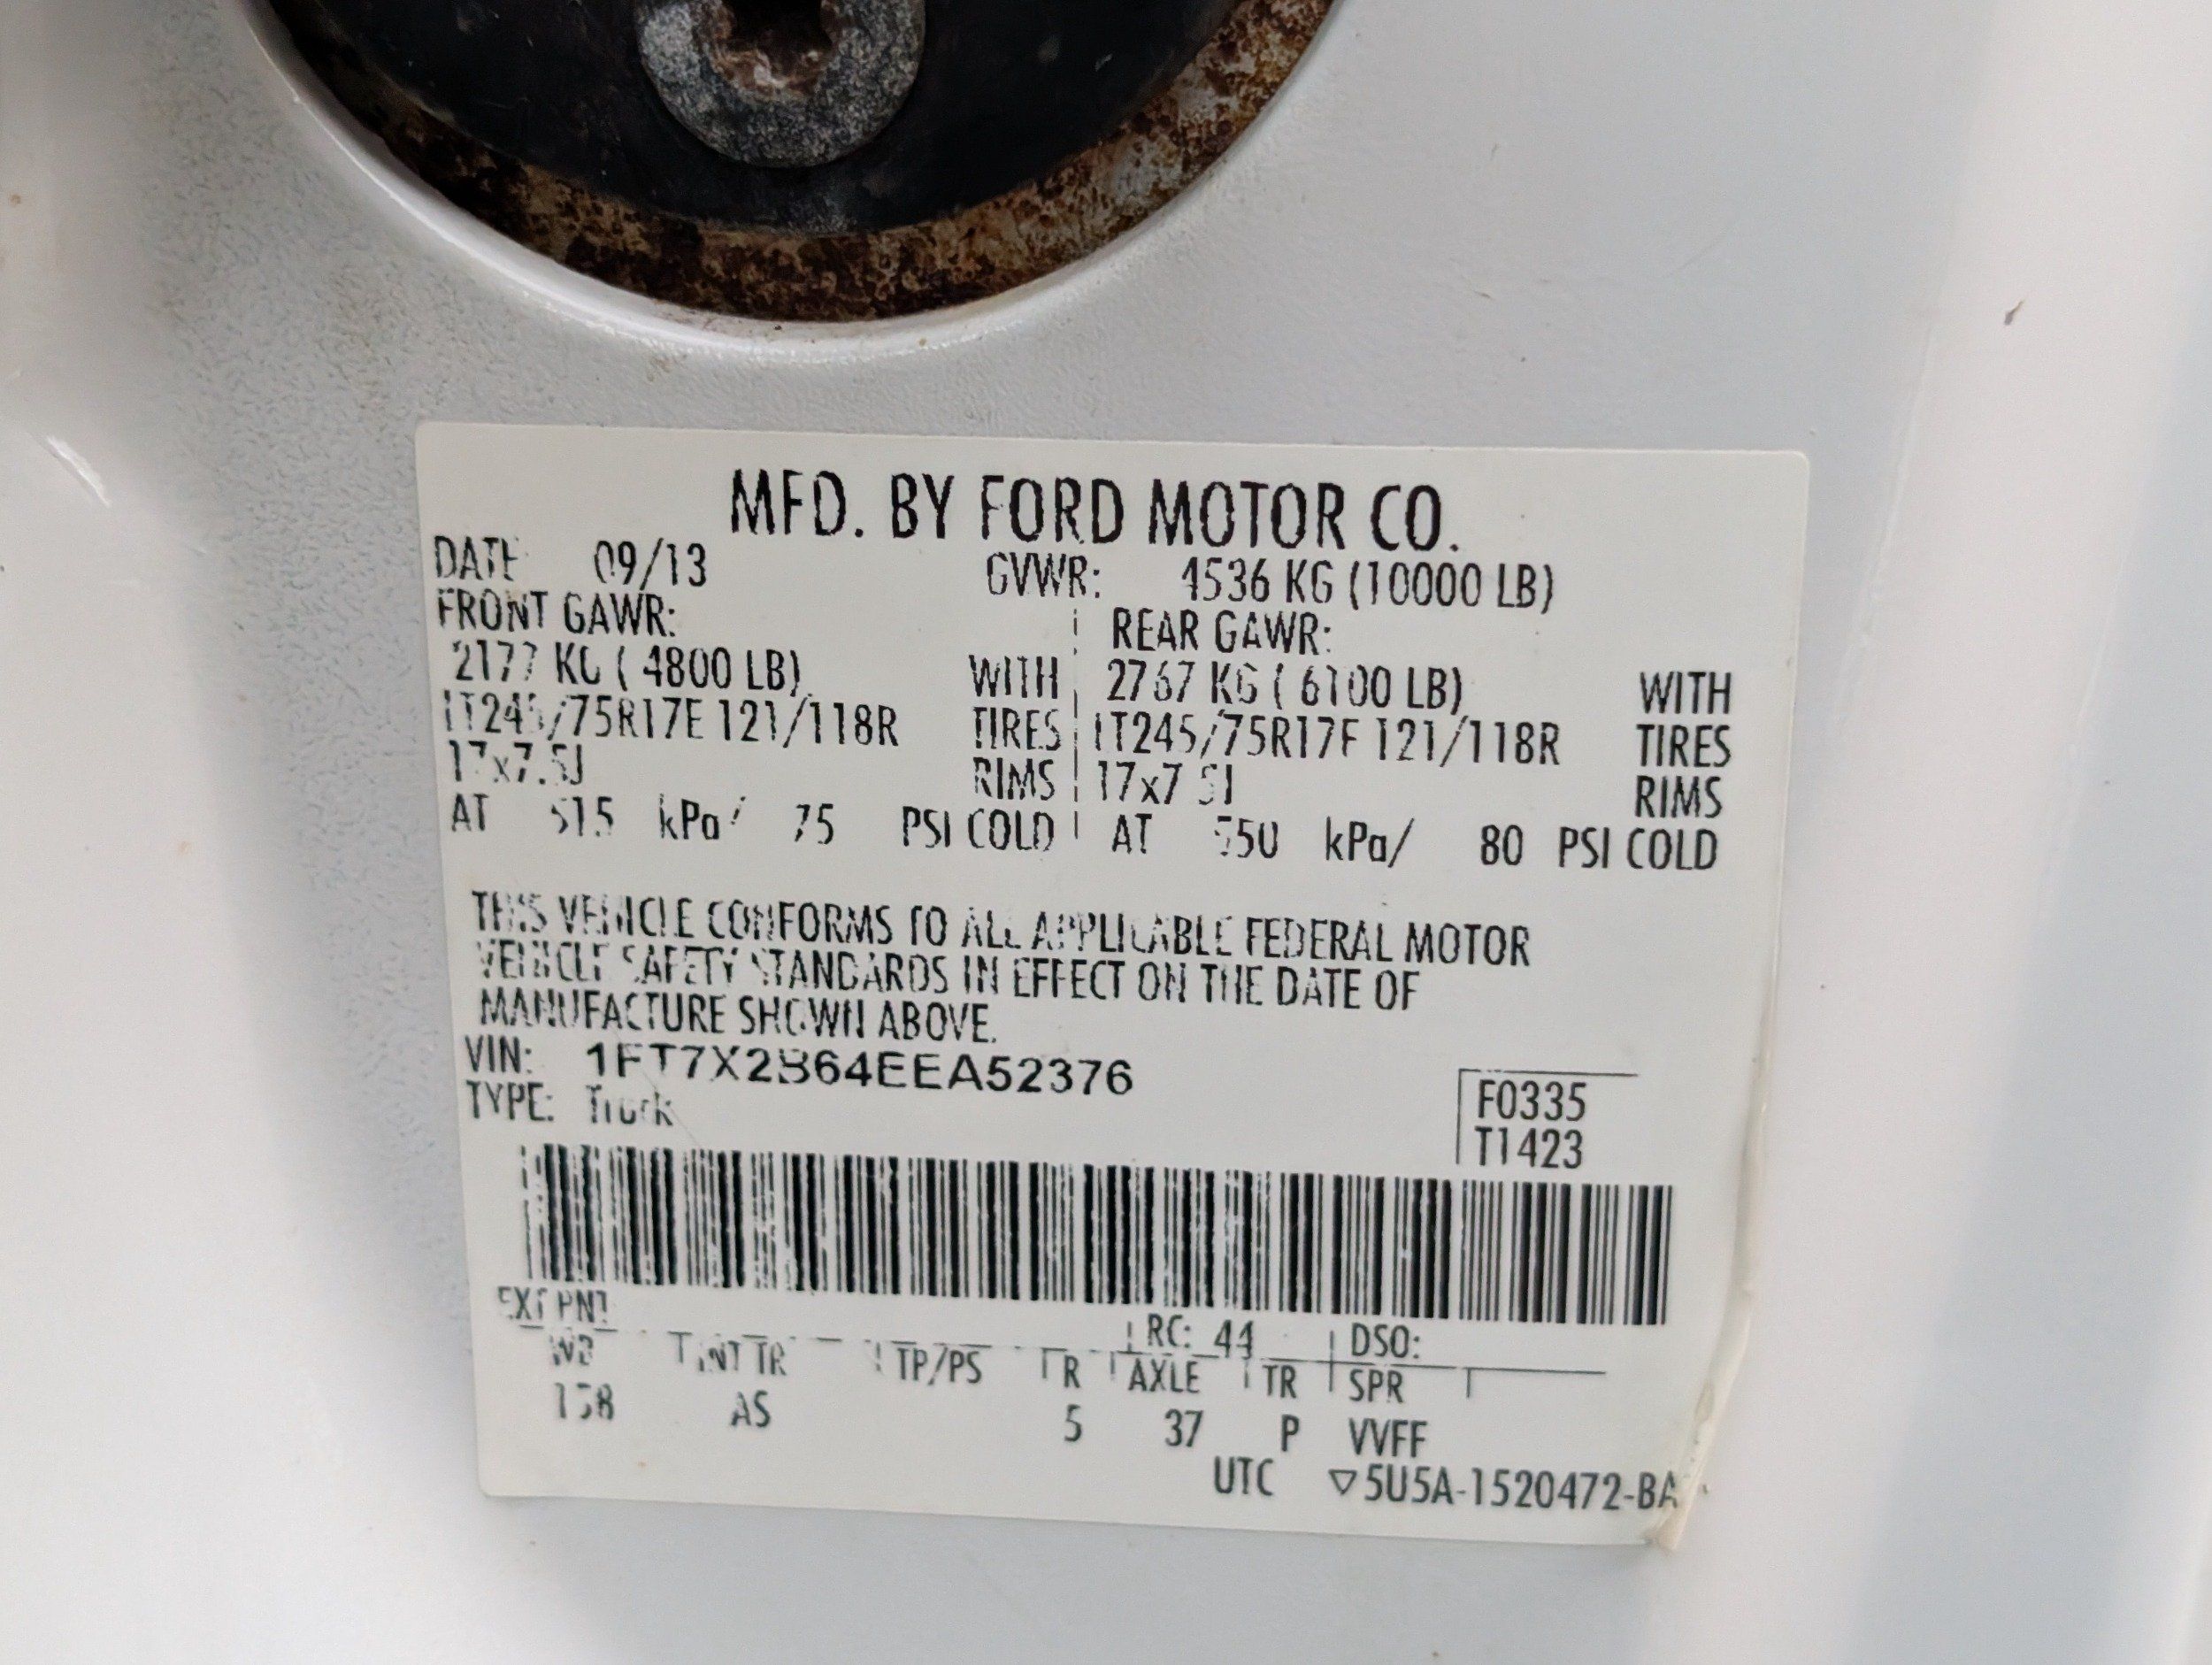 MFD. BY FORD MOTOR CO.
DATE 09/13 GVWR: 4536 KG (10000 LB)
FRONT GAWR: REAR GAWR:
2177 KG ( 4800 LB) WITH 2767 KG ( 6100 LB) WITH
LT245/75R17E 121/118R TIRES LT245/75R17E 121/118R TIRES
17x7.5J RIMS 17x7.5J RIMS
AT 515 kPa/ 75 PSI COLD AT 550 kPa/ 80 PSI COLD
THIS VEHICLE CONFORMS TO ALL APPLICABLE FEDERAL MOTOR
VEHICLE SAFETY STANDARDS IN EFFECT ON THE DATE OF
MANUFACTURE SHOWN ABOVE.
VIN: 1FT7X2B64EEA52376
TYPE: Truck
F0335
T1423
EXT PNT RC: 44 DSO:
WB INT TR TP/PS R AXLE TR SPR
158 AS 5 37 P VVFF
UTC ▽5U5A-1520472-BA